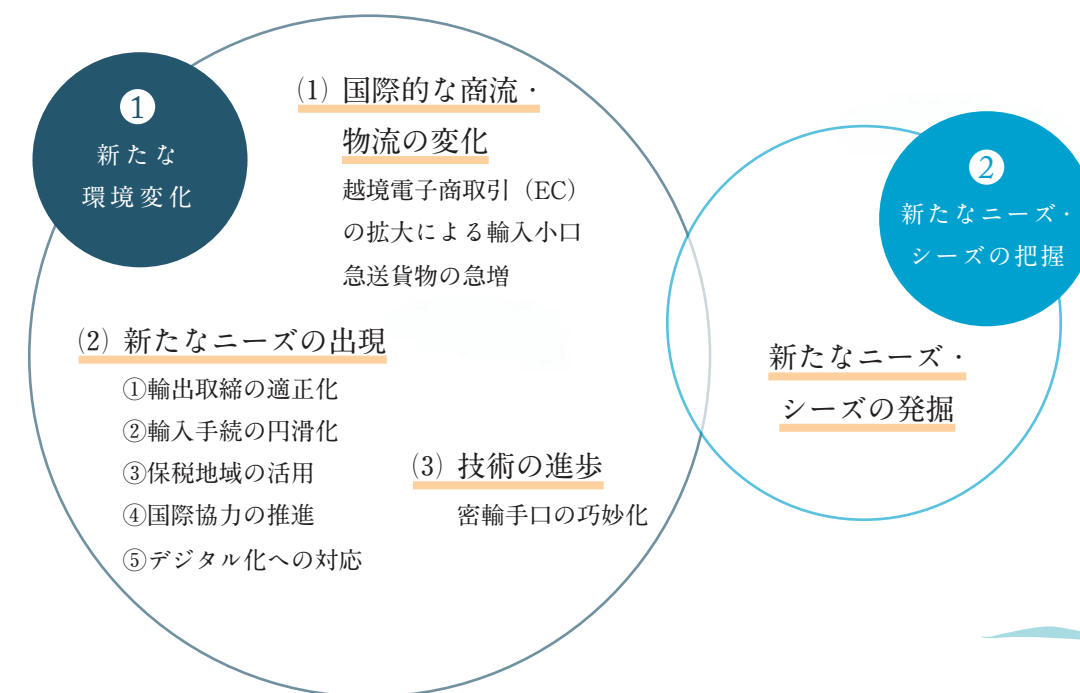 ❶
新たな
環境変化
(1) 国際的な商流・
物流の変化
越境電子商取引（EC）
の拡大による輸入小口
急送貨物の急増
(2) 新たなニーズの出現
①輸出取締の適正化
②輸入手続の円滑化
③保税地域の活用
④国際協力の推進
⑤デジタル化への対応
(3) 技術の進歩
密輸手口の巧妙化
❷
新たなニーズ・
シーズの把握
新たなニーズ・
シーズの発掘